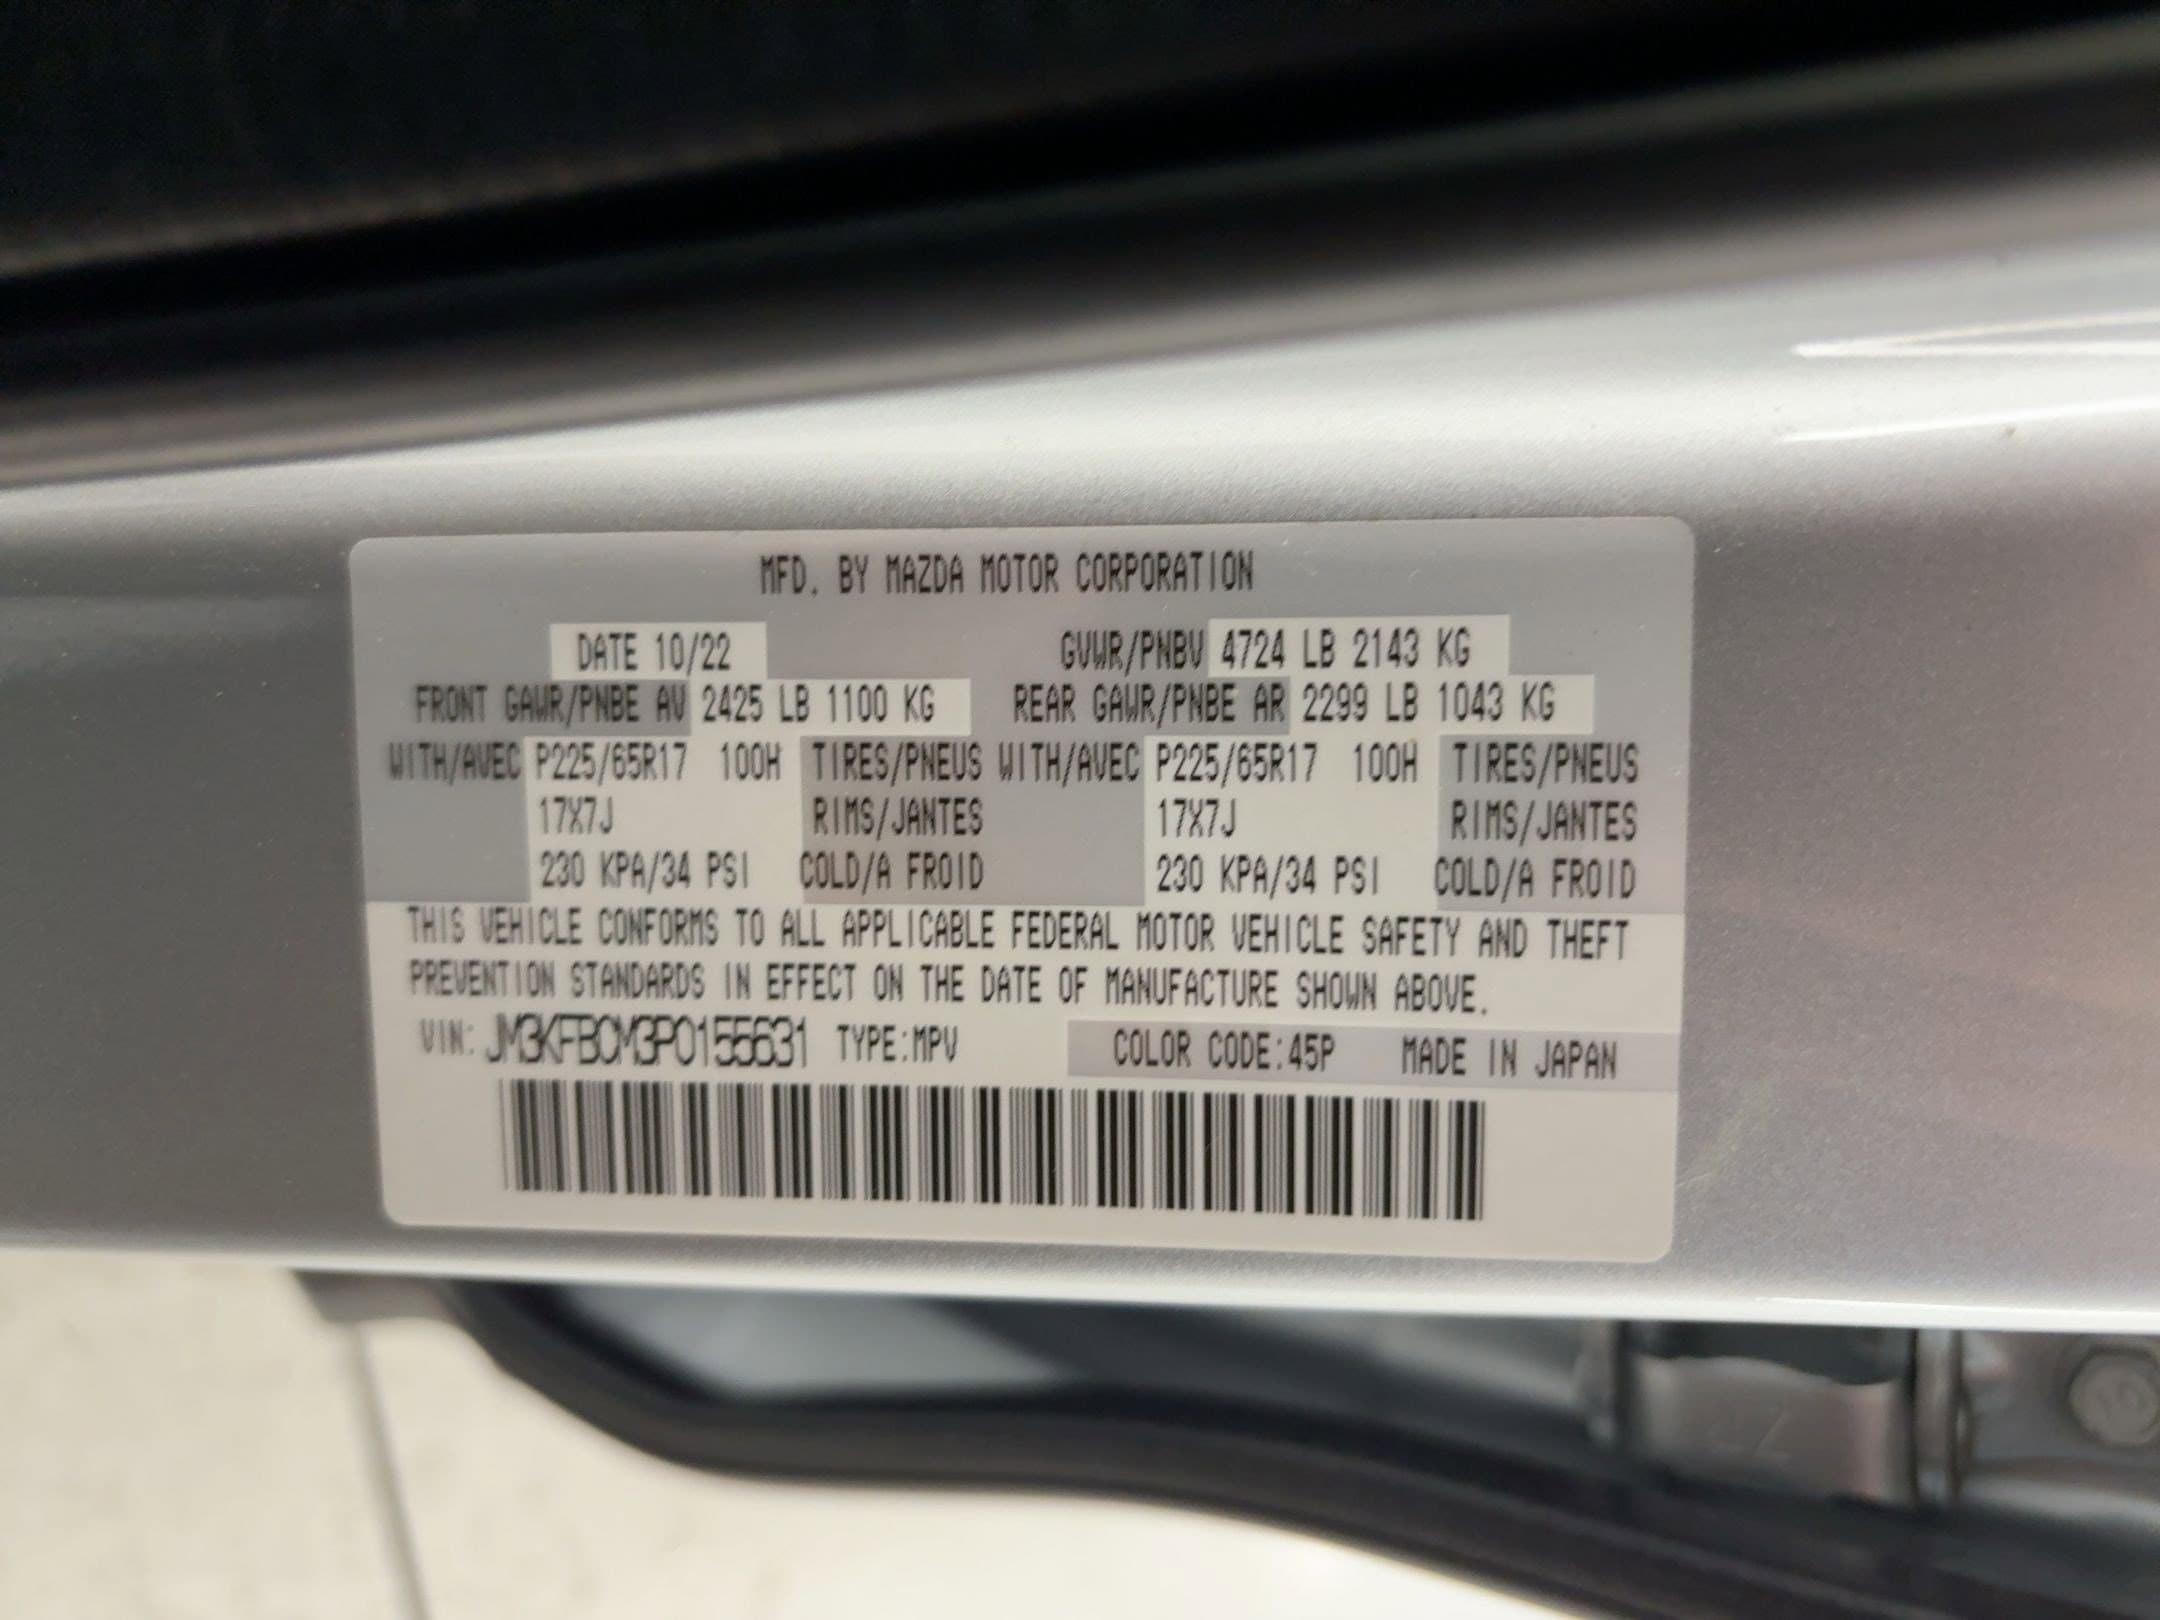 MFD. BY MAZDA MOTOR CORPORATION
DATE 10/22 GVWR/PNBV 4724 LB 2143 KG
FRONT GAWR/PNBE AV 2425 LB 1100 KG REAR GAWR/PNBE AR 2299 LB 1043 KG
WITH/AVEC P225/65R17 100H TIRES/PNEUS WITH/AVEC P225/65R17 100H TIRES/PNEUS
17X7J RIMS/JANTES 17X7J RIMS/JANTES
230 KPA/34 PSI COLD/A FROID 230 KPA/34 PSI COLD/A FROID
THIS VEHICLE CONFORMS TO ALL APPLICABLE FEDERAL MOTOR VEHICLE SAFETY AND THEFT
PREVENTION STANDARDS IN EFFECT ON THE DATE OF MANUFACTURE SHOWN ABOVE.
VIN: JM3KFBCM3P0155631 TYPE:MPV COLOR CODE:45P MADE IN JAPAN